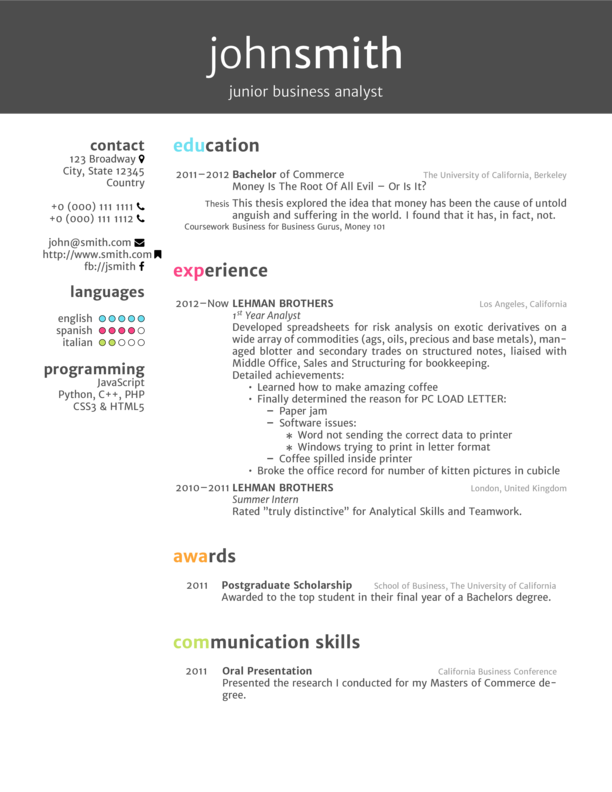 johnsmith
junior business analyst
contact
123 Broadway
City, State 12345
Country
+0 (000) 111 1111
+0 (000) 111 1112
john@smith.com
http://www.smith.com
fb://jsmith
languages
english
spanish
italian
programming
JavaScript
Python, C++, PHP
CSS3 & HTML5
education
2011–2012 Bachelor of Commerce The University of California, Berkeley
Money Is The Root Of All Evil – Or Is It?
Thesis This thesis explored the idea that money has been the cause of untold
anguish and suffering in the world. I found that it has, in fact, not.
Coursework Business for Business Gurus, Money 101
experience
2012–Now LEHMAN BROTHERS Los Angeles, California
1st Year Analyst
Developed spreadsheets for risk analysis on exotic derivatives on a
wide array of commodities (ags, oils, precious and base metals), man-
aged blotter and secondary trades on structured notes, liaised with
Middle Office, Sales and Structuring for bookkeeping.
Detailed achievements:
• Learned how to make amazing coffee
• Finally determined the reason for PC LOAD LETTER:
– Paper jam
– Software issues:
* Word not sending the correct data to printer
* Windows trying to print in letter format
– Coffee spilled inside printer
• Broke the office record for number of kitten pictures in cubicle
2010–2011 LEHMAN BROTHERS London, United Kingdom
Summer Intern
Rated "truly distinctive" for Analytical Skills and Teamwork.
awards
2011 Postgraduate Scholarship School of Business, The University of California
Awarded to the top student in their final year of a Bachelors degree.
communication skills
2011 Oral Presentation California Business Conference
Presented the research I conducted for my Masters of Commerce de-
gree.